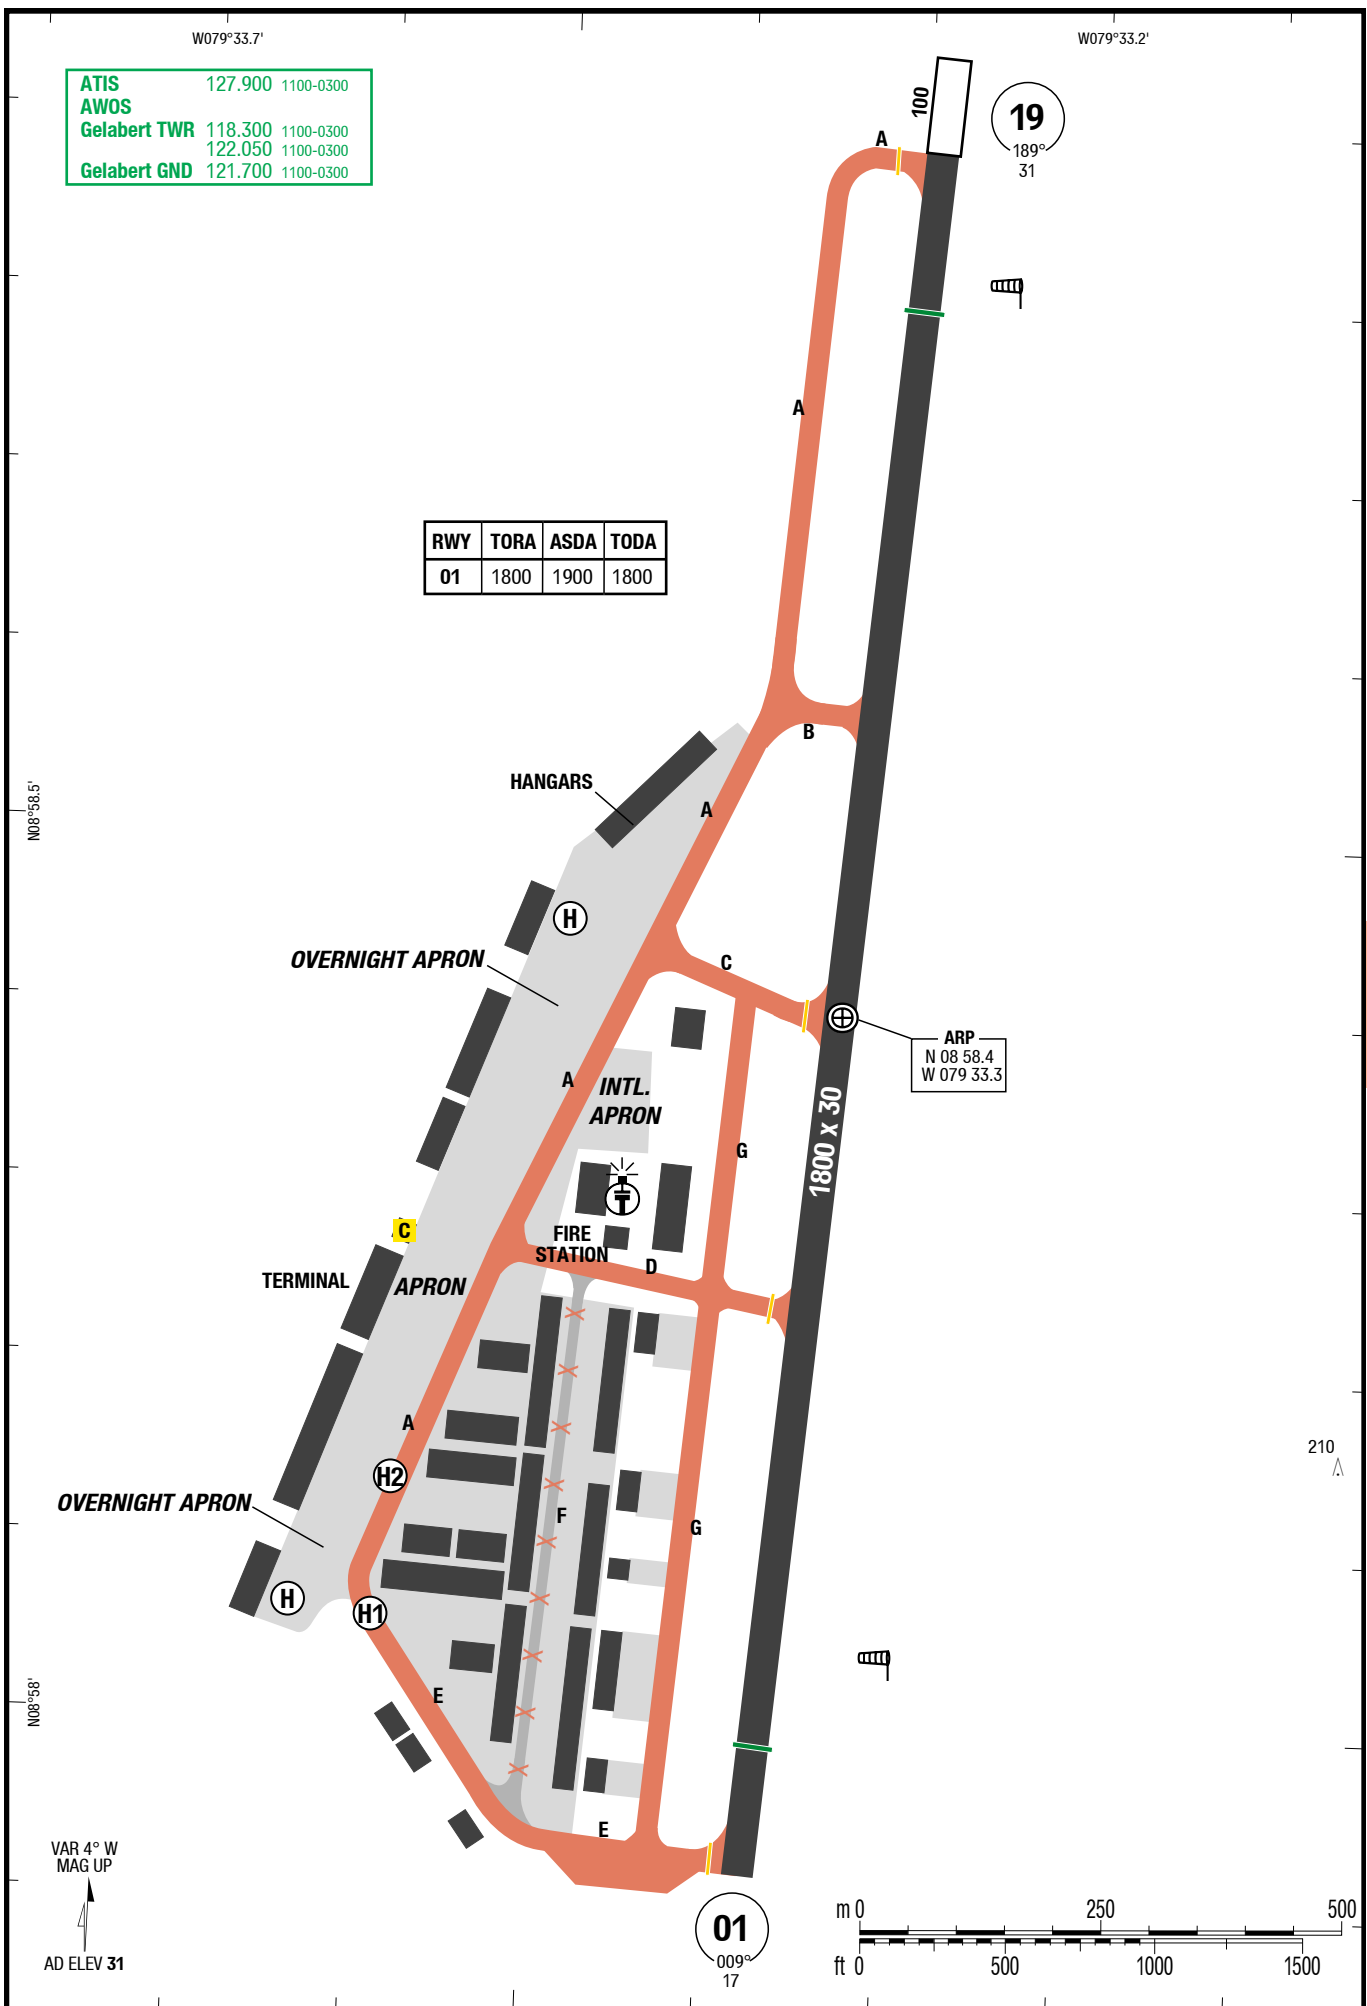 W079°33.7'
W079°33.2'
ATIS 127.900 1100-0300
AWOS
Gelabert TWR 118.300 1100-0300
122.050 1100-0300
Gelabert GND 121.700 1100-0300
100
19
189°
31
A
A
RWY TORA ASDA TODA
01 1800 1900 1800
B
HANGARS
A
N08°58.5'
H
OVERNIGHT APRON
C
ARP
N 08 58.4
W 079 33.3
A
INTL.
APRON
1800 x 30
G
C
FIRE
STATION
D
TERMINAL
APRON
A
H2
210
OVERNIGHT APRON
F
G
H
H1
E
N08°58'
E
VAR 4° W
MAG UP
AD ELEV 31
01
009°
17
m 0 250 500
ft 0 500 1000 1500